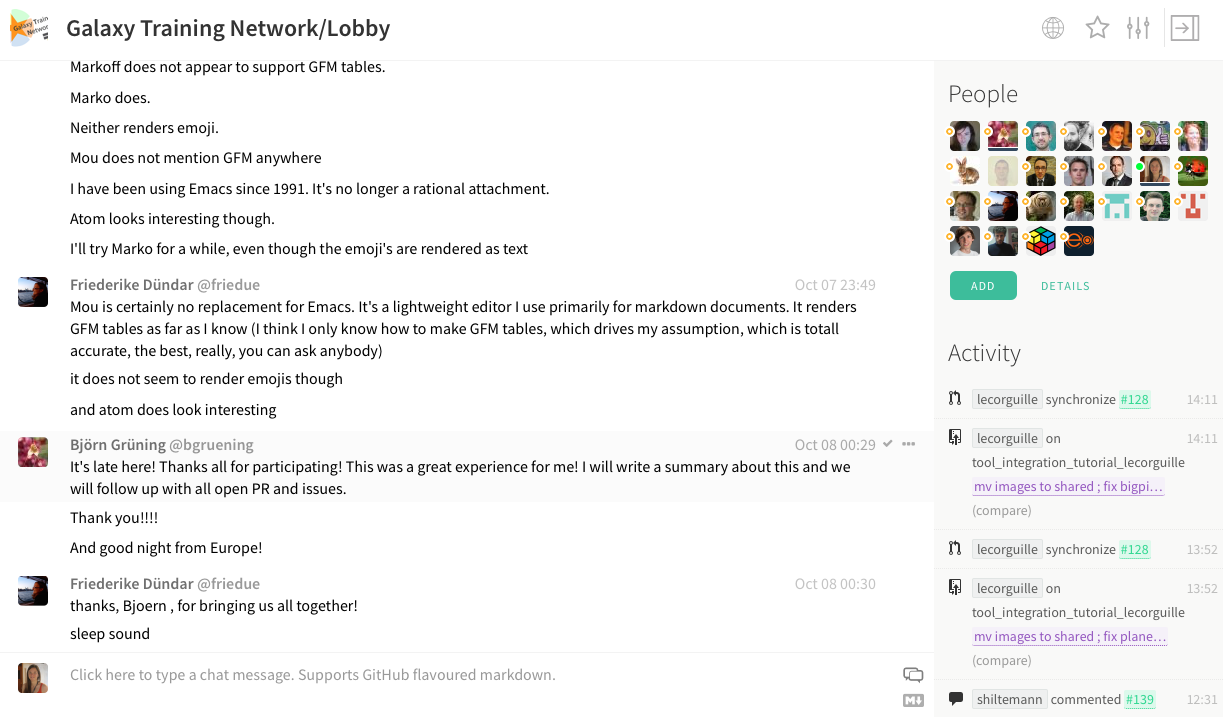 Galaxy Training Network/Lobby
Markoff does not appear to support GFM tables.
Marko does.
Neither renders emoji.
Mou does not mention GFM anywhere
I have been using Emacs since 1991. It's no longer a rational attachment.
Atom looks interesting though.
I'll try Marko for a while, even though the emoji's are rendered as text
Friederike Dündar @friedue Oct 07 23:49
Mou is certainly no replacement for Emacs. It's a lightweight editor I use primarily for markdown documents. It renders
GFM tables as far as I know (I think I only know how to make GFM tables, which drives my assumption, which is totall
accurate, the best, really, you can ask anybody)
it does not seem to render emojis though
and atom does look interesting
Björn Grüning @bgruening Oct 08 00:29
It's late here! Thanks all for participating! This was a great experience for me! I will write a summary about this and we
will follow up with all open PR and issues.
Thank you!!!!
And good night from Europe!
Friederike Dündar @friedue Oct 08 00:30
thanks, Bjoern , for bringing us all together!
sleep sound
Click here to type a chat message. Supports GitHub flavoured markdown.
People
ADD DETAILS
Activity
lecorguille synchronize #128 14:11
lecorguille on 14:11
tool_integration_tutorial_lecorguille
mv images to shared ; fix bigpi…
(compare)
lecorguille synchronize #128 13:52
lecorguille on 13:52
tool_integration_tutorial_lecorguille
mv images to shared ; fix plane…
(compare)
shiltemann commented #139 12:31